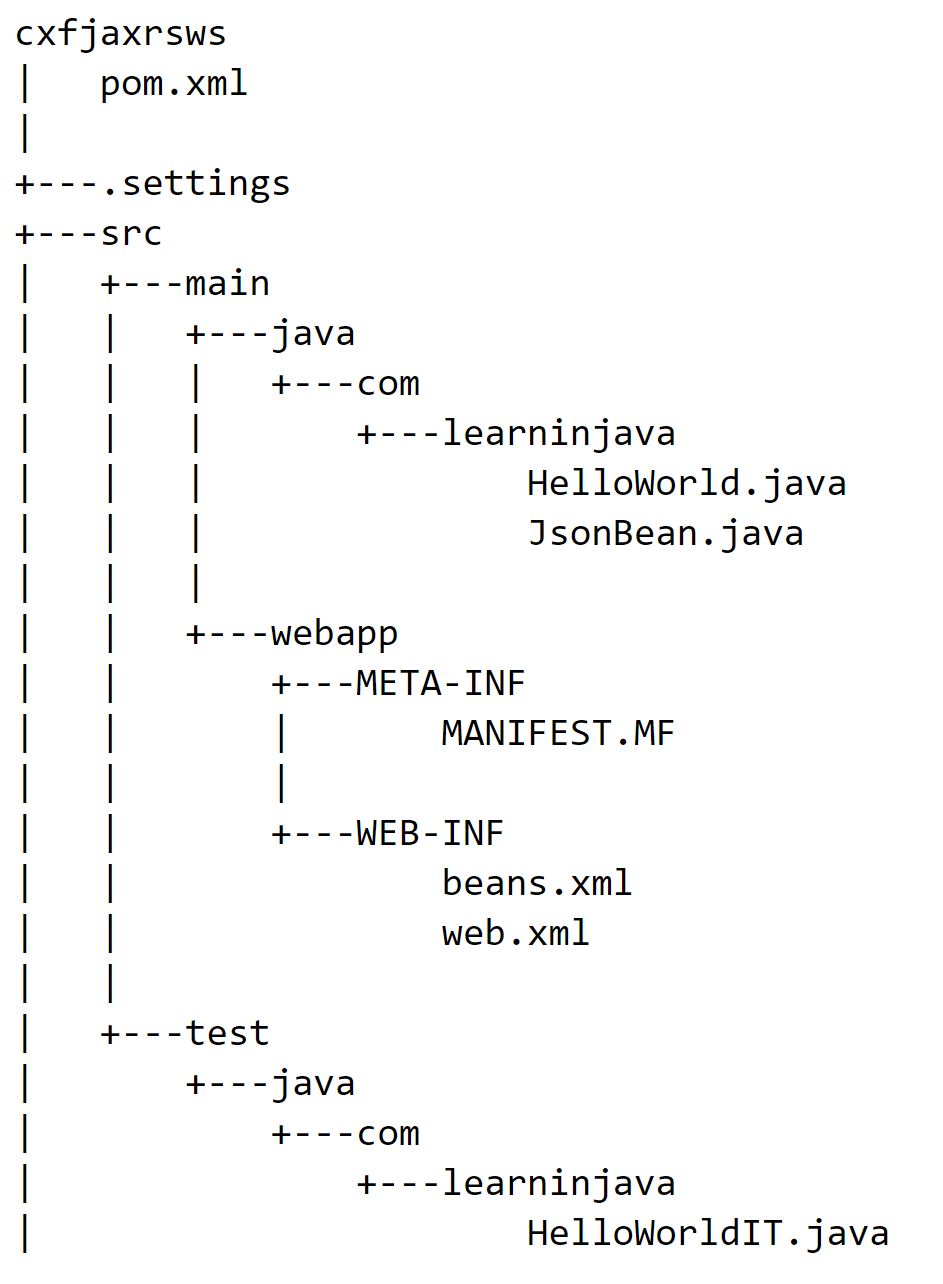 cxfjaxrsws
|   pom.xml
|
+---.settings
+---src
|   +---main
|   |   +---java
|   |   |   +---com
|   |   |       +---learninjava
|   |   |               HelloWorld.java
|   |   |               JsonBean.java
|   |   |
|   |   +---webapp
|   |       +---META-INF
|   |       |       MANIFEST.MF
|   |       |
|   |       +---WEB-INF
|   |               beans.xml
|   |               web.xml
|   |
|   +---test
|       +---java
|           +---com
|               +---learninjava
|                       HelloWorldIT.java